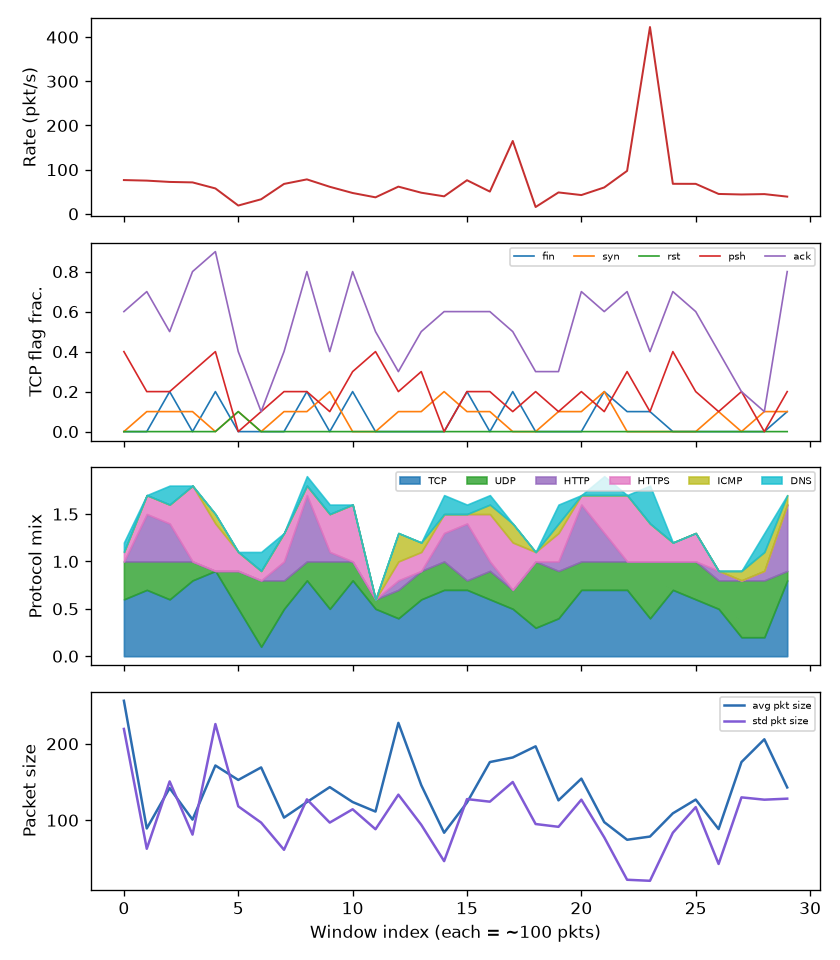 400
300
200
100
0
Rate (pkt/s)
fin syn rst psh ack
0.8
0.6
0.4
0.2
0.0
TCP flag frac.
TCP UDP HTTP HTTPS ICMP DNS
1.5
1.0
0.5
0.0
Protocol mix
avg pkt size
std pkt size
200
100
Packet size
0 5 10 15 20 25 30
Window index (each = ~100 pkts)